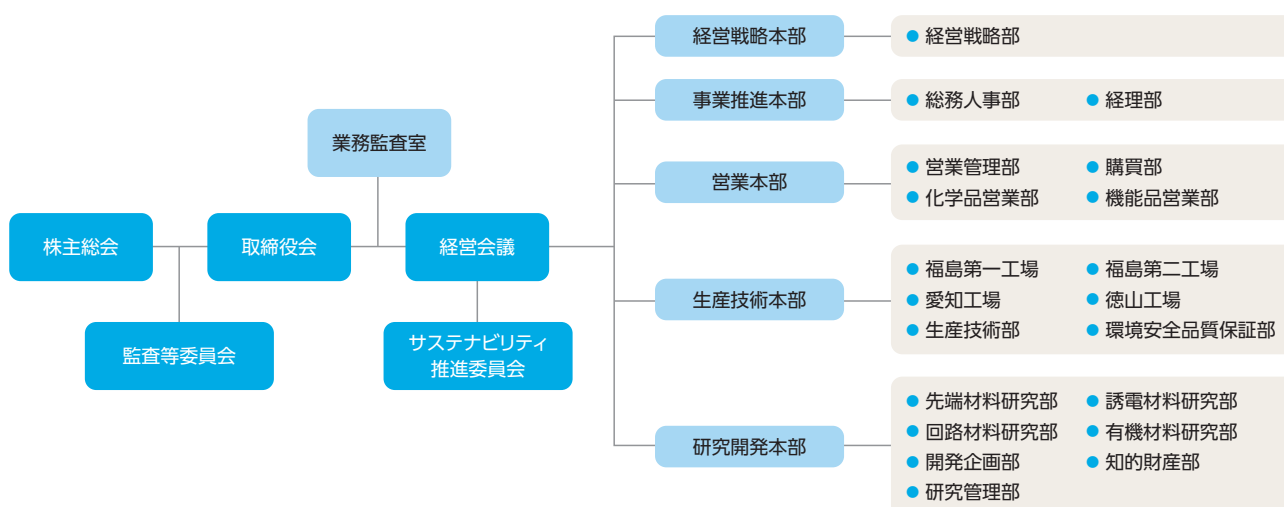 株主総会
監査等委員会
取締役会
業務監査室
経営会議
サステナビリティ
推進委員会
経営戦略本部
経営戦略部
事業推進本部
総務人事部 経理部
営業本部
営業管理部 購買部
化学品営業部 機能品営業部
生産技術本部
福島第一工場 福島第二工場
愛知工場 徳山工場
生産技術部 環境安全品質保証部
研究開発本部
先端材料研究部 誘電材料研究部
回路材料研究部 有機材料研究部
開発企画部 知的財産部
研究管理部